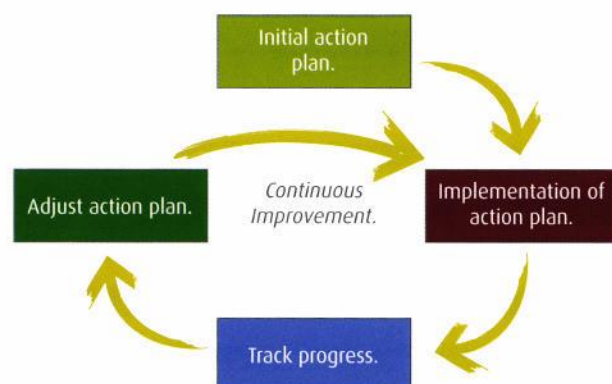 Initial action
plan.
Implementation of
action plan.
Track progress.
Adjust action plan.
Continuous
Improvement.